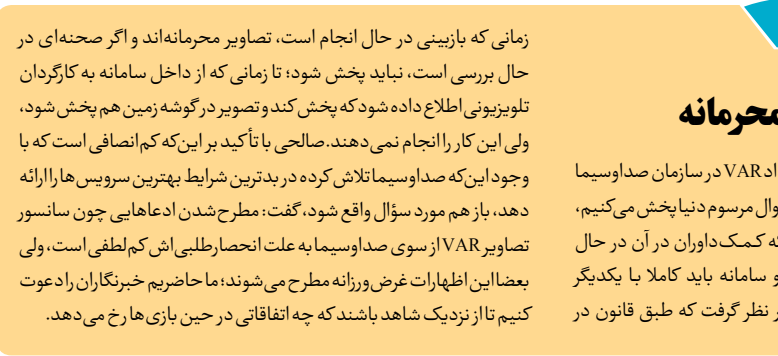 محرمانه
VAR در سازمان صداوسیما
مرسوم دنیا پخش می‌کنیم،
کمک‌داوران در آن در حال
سامانه باید کاملا با یکدیگر
نظر گرفت که طبق قانون در
زمانی که بازبینی در حال انجام است، تصاویر محرمانه‌اند و اگر صحنه‌ای در
حال بررسی است، نباید پخش شود؛ تا زمانی که از داخل سامانه به کارگردان
تلویزیونی اطلاع داده شود که پخش کند و تصویر در گوشه زمین هم پخش شود،
ولی این کار را انجام نمی‌دهند. صالحی با تأکید بر این‌که کم‌انصافی است که با
وجود این‌که صداوسیما تلاش کرده در بدترین شرایط بهترین سرویس‌ها را ارائه
دهد، باز هم مورد سؤال واقع شود، گفت: مطرح‌شدن ادعاهایی چون سانسور
تصاویر VAR از سوی صداوسیما به علت انحصارطلبی‌اش کم‌لطفی است، ولی
بعضا این اظهارات غرض‌ورزانه مطرح می‌شوند؛ ما حاضریم خبرنگاران را دعوت
کنیم تا از نزدیک شاهد باشند که چه اتفاقاتی در حین بازی‌ها رخ می‌دهد.